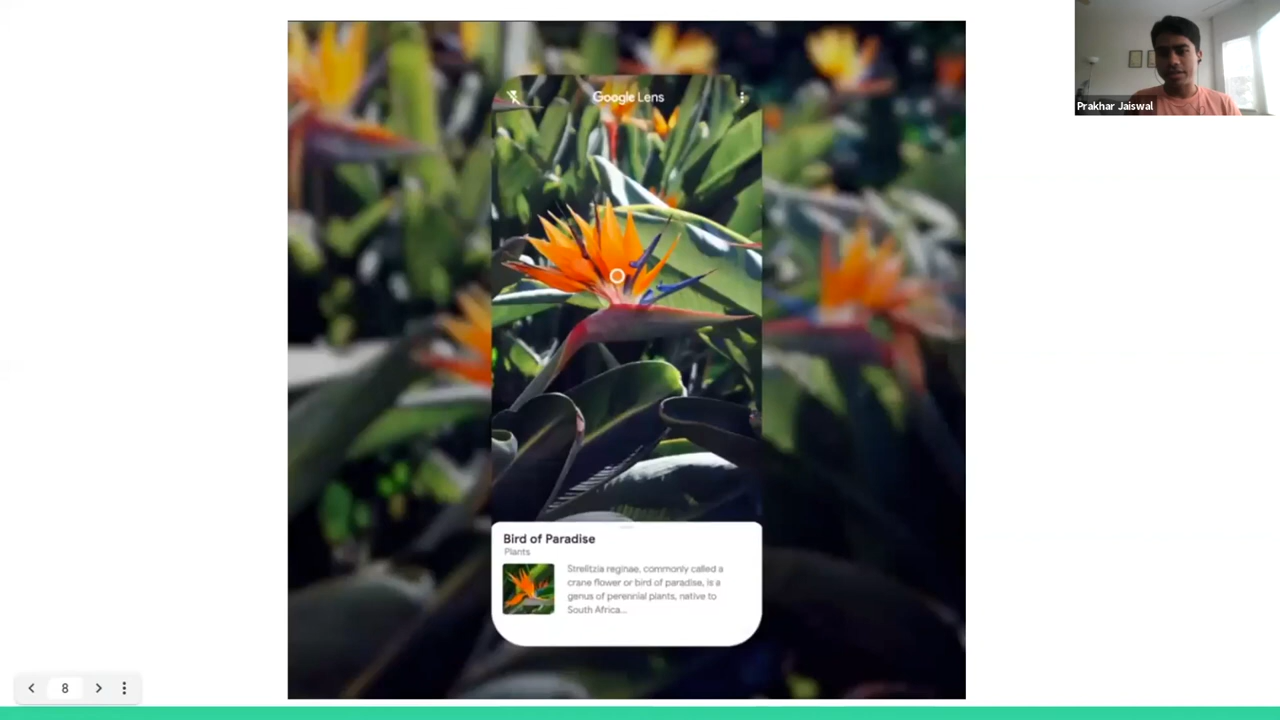 Google Lens
Prakhar Jaiswal
Bird of Paradise
Plants
Strelitzia reginae, commonly called a
crane flower or bird of paradise, is a
genus of perennial plants, native to
South Africa...
8